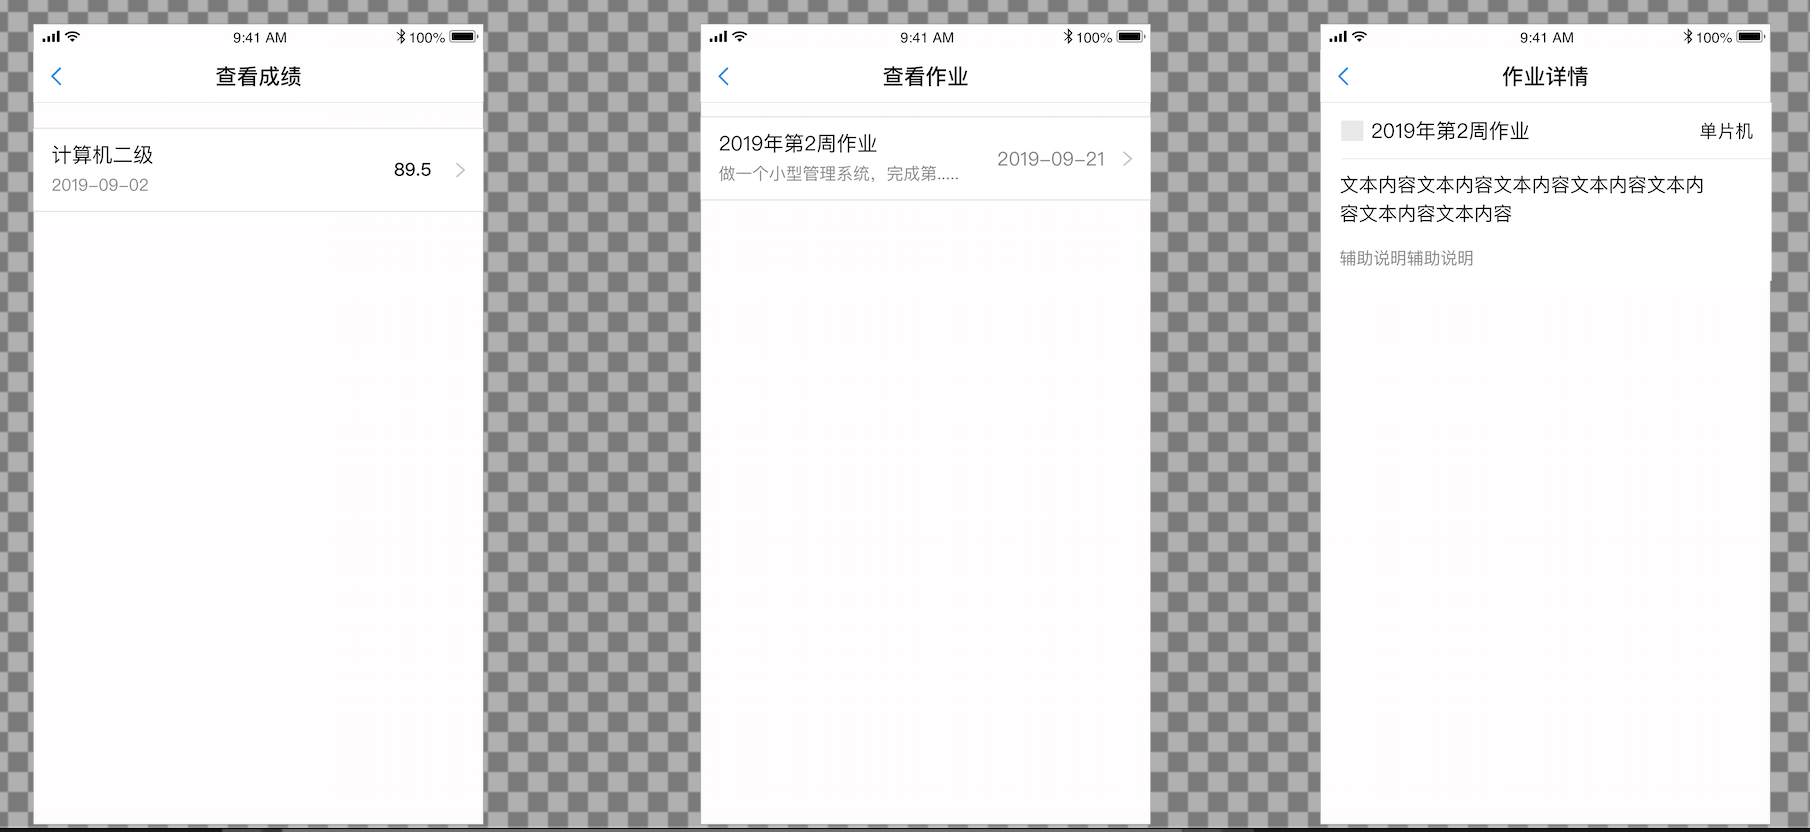 9:41 AM
100%
查看成绩
计算机二级
2019-09-02
89.5
9:41 AM
100%
查看作业
2019年第2周作业
做一个小型管理系统，完成第.....
2019-09-21
9:41 AM
100%
作业详情
2019年第2周作业
单片机
文本内容文本内容文本内容文本内容文本内
容文本内容文本内容
辅助说明辅助说明